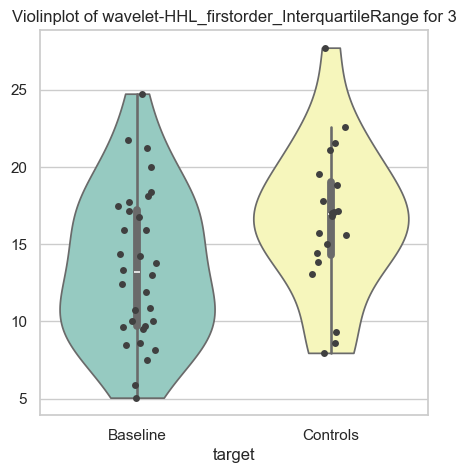 Violinplot of wavelet-HHL_firstorder_InterquartileRange for 3
25
20
15
10
5
Baseline
Controls
target